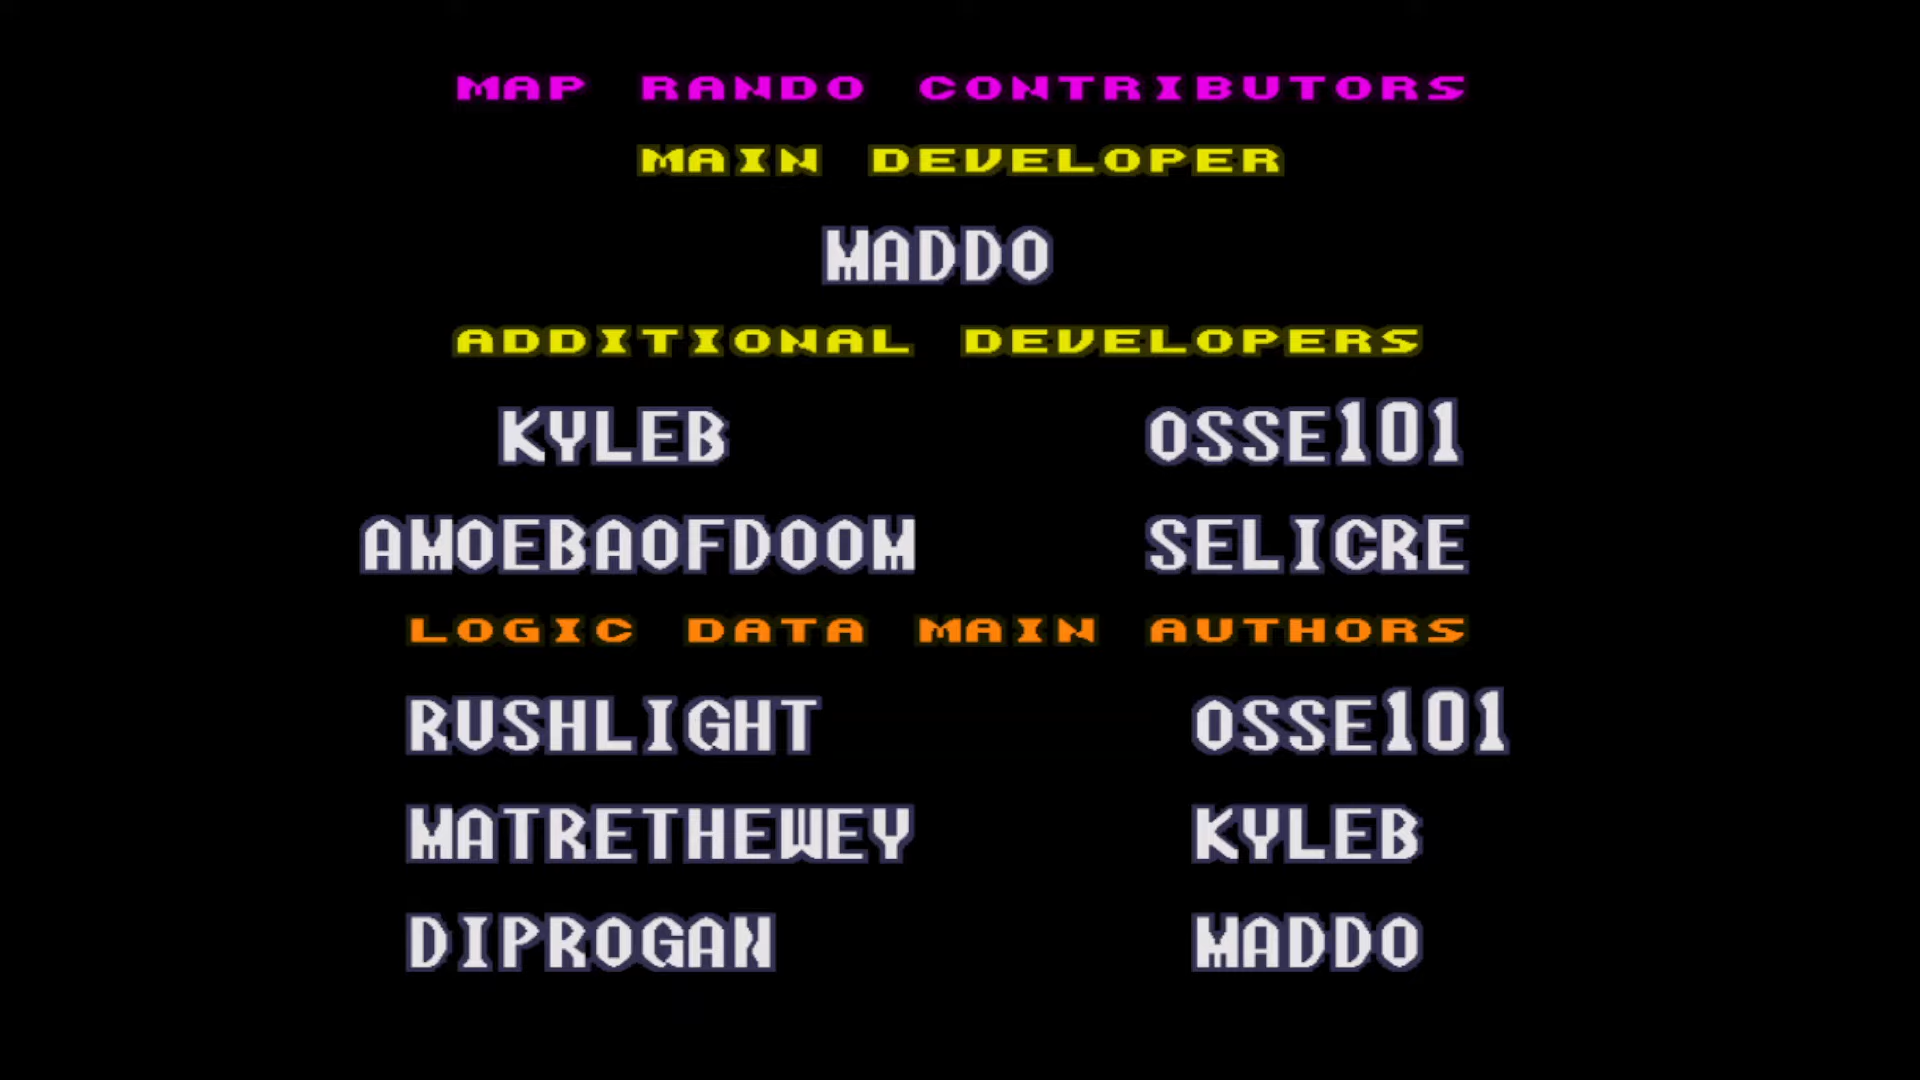 MAP RANDO CONTRIBUTORS
MAIN DEVELOPER
MADDO
ADDITIONAL DEVELOPERS
KYLEB OSSE101
AMOEBAOFDOOM SELICRE
LOGIC DATA MAIN AUTHORS
RUSHLIGHT OSSE101
MATRETHEWEY KYLEB
DIPROGAN MADDO